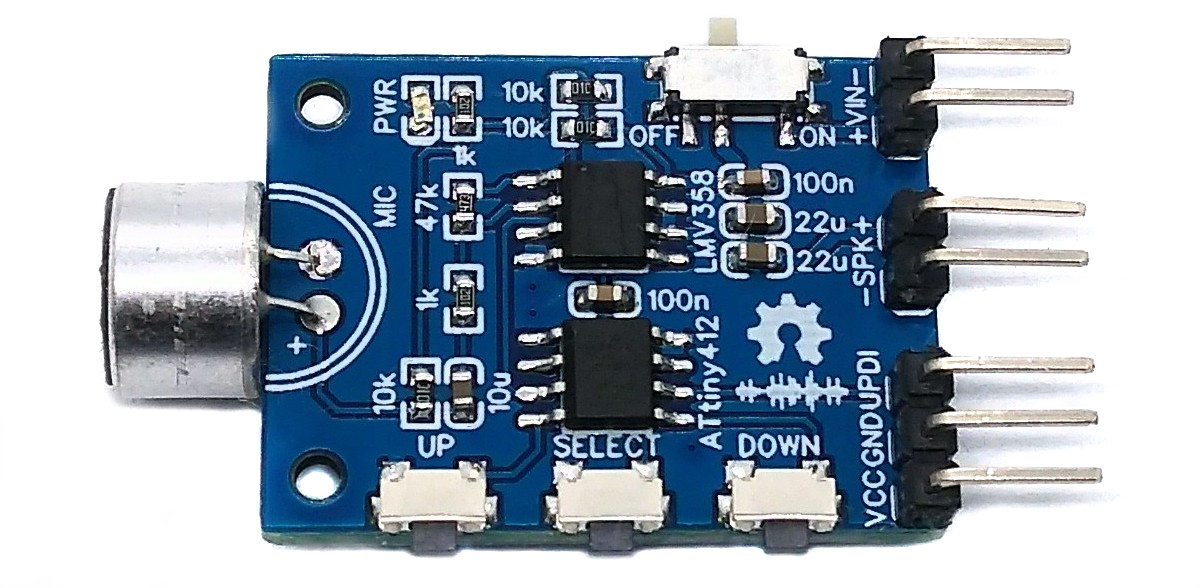 PWR
10k
10k
OFF
ON
+VIN-
MIC
47k
LMV358
100n
22u
22u
-SPK+
1k
100n
+
10k
10u
ATtiny412
UP
SELECT
DOWN
VCC GND UPDI